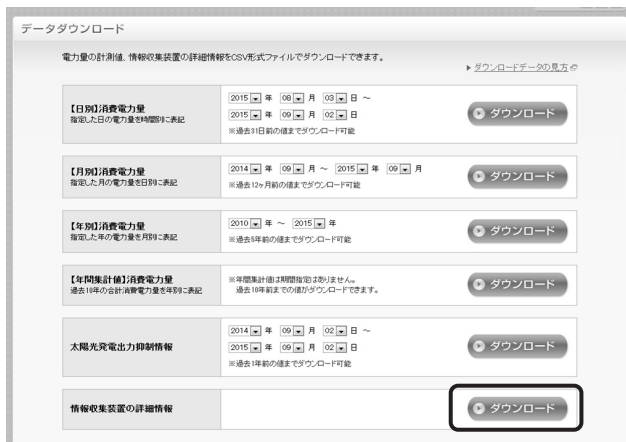 データダウンロード
電力量の計測値、情報収集装置の詳細情報をCSV形式ファイルでダウンロードできます。
ダウンロードデータの見方
【日別】消費電力量
指定した日の電力量を時間別に表記
2015 年 08 月 03 日 ～
2015 年 09 月 02 日
※過去31日前の値までダウンロード可能
ダウンロード
【月別】消費電力量
指定した月の電力量を日別に表記
2014 年 09 月 ～ 2015 年 09 月
※過去12ヶ月前の値までダウンロード可能
ダウンロード
【年別】消費電力量
指定した年の電力量を月別に表記
2010 年 ～ 2015 年
※過去5年前の値までダウンロード可能
ダウンロード
【年間集計値】消費電力量
過去10年の合計消費電力量を年別に表記
※年間集計値は期間指定はありません。
過去10年前までの値がダウンロードできます。
ダウンロード
太陽光発電出力抑制情報
2014 年 09 月 02 日 ～
2015 年 09 月 02 日
※過去1年前の値までダウンロード可能
ダウンロード
情報収集装置の詳細情報
ダウンロード